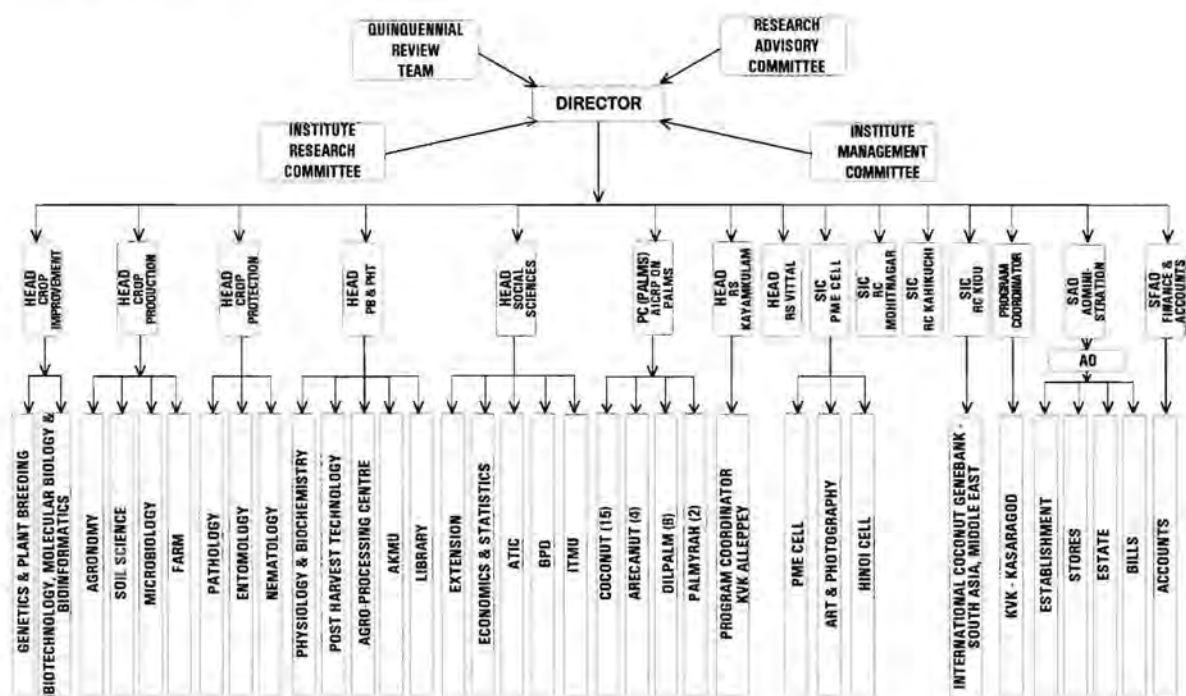 QUINQUENNIAL
REVIEW
TEAM
RESEARCH
ADVISORY
COMMITTEE
DIRECTOR
INSTITUTE
RESEARCH
COMMITTEE
INSTITUTE
MANAGEMENT
COMMITTEE
HEAD
CROP
IMPROVEMENT
HEAD
CROP
PRODUCTION
HEAD
CROP
PROTECTION
HEAD
PB & PHT
HEAD
SOCIAL
SCIENCES
PC (PALMS)
AICRP ON
PALMS
HEAD
RS
KAYAMKULAM
HEAD
RS VITTAL
SIC
PME CELL
SIC
RC
MOHITNAGAR
SIC
RC KAHIKUCHI
SIC
RC KIDU
PROGRAM
COORDINATOR
SAO
ADMINI-
STRATION
SFAO
FINANCE &
ACCOUNTS
AO
GENETICS & PLANT BREEDING
BIOTECHNOLOGY, MOLECULAR BIOLOGY &
BIOINFORMATICS
AGRONOMY
SOIL SCIENCE
MICROBIOLOGY
FARM
PATHOLOGY
ENTOMOLOGY
NEMATOLOGY
PHYSIOLOGY & BIOCHEMISTRY
POST HARVEST TECHNOLOGY
AGRO-PROCESSING CENTRE
AKMU
LIBRARY
EXTENSION
ECONOMICS & STATISTICS
ATIC
BPD
ITMU
COCONUT (15)
ARECANUT (4)
OILPALM (8)
PALMYRAH (2)
PROGRAM COORDINATOR
KVK ALLEPPEY
PME CELL
ART & PHOTOGRAPHY
HINDI CELL
INTERNATIONAL COCONUT GENEBANK -
SOUTH ASIA, MIDDLE EAST
KVK - KASARAGOD
ESTABLISHMENT
STORES
ESTATE
BILLS
ACCOUNTS